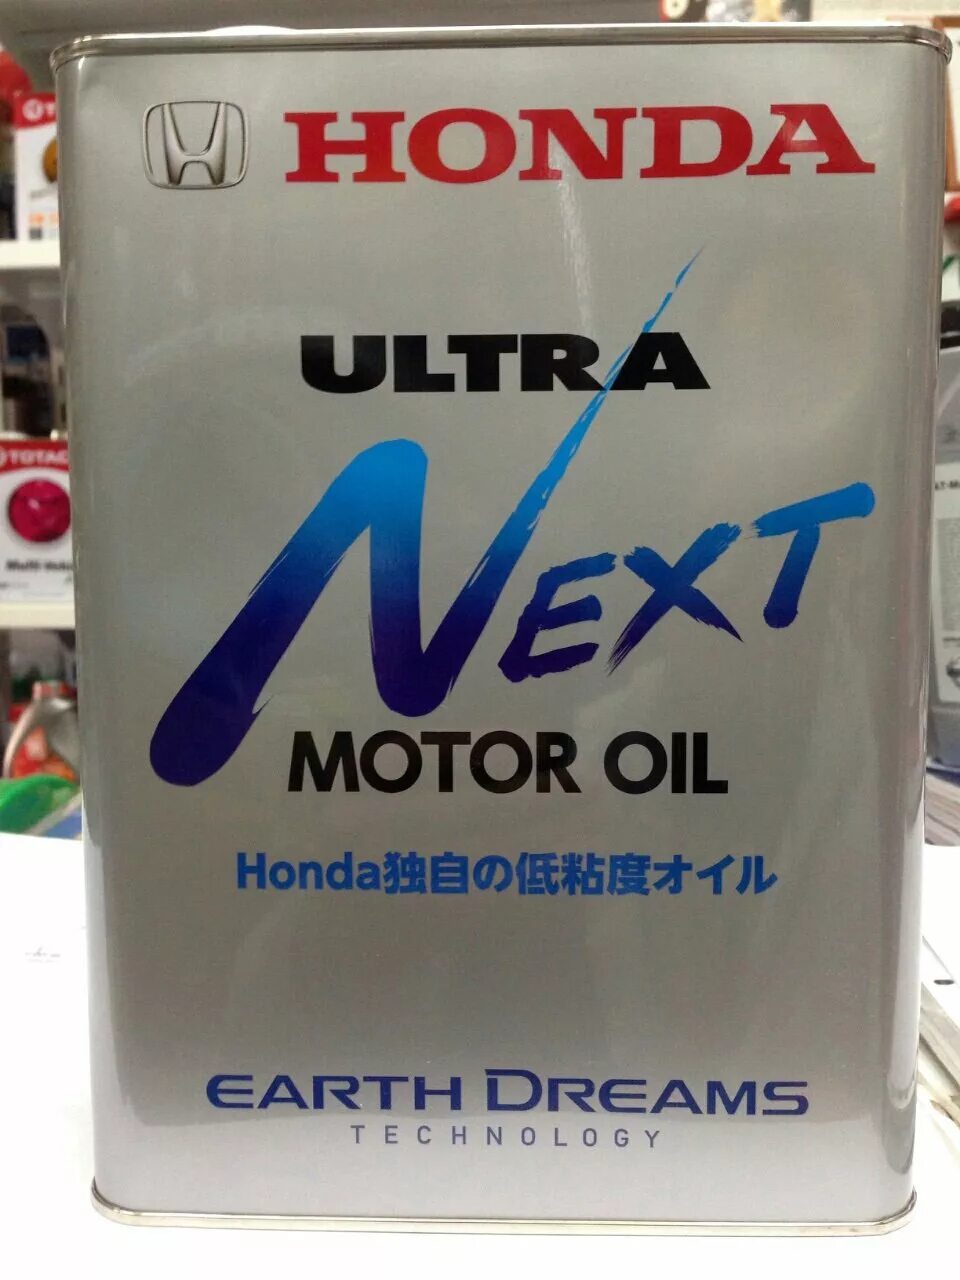 HONDA
ULTRA
NEXT
MOTOR OIL
Honda独自の低粘度オイル
EARTH DREAMS
TECHNOLOGY